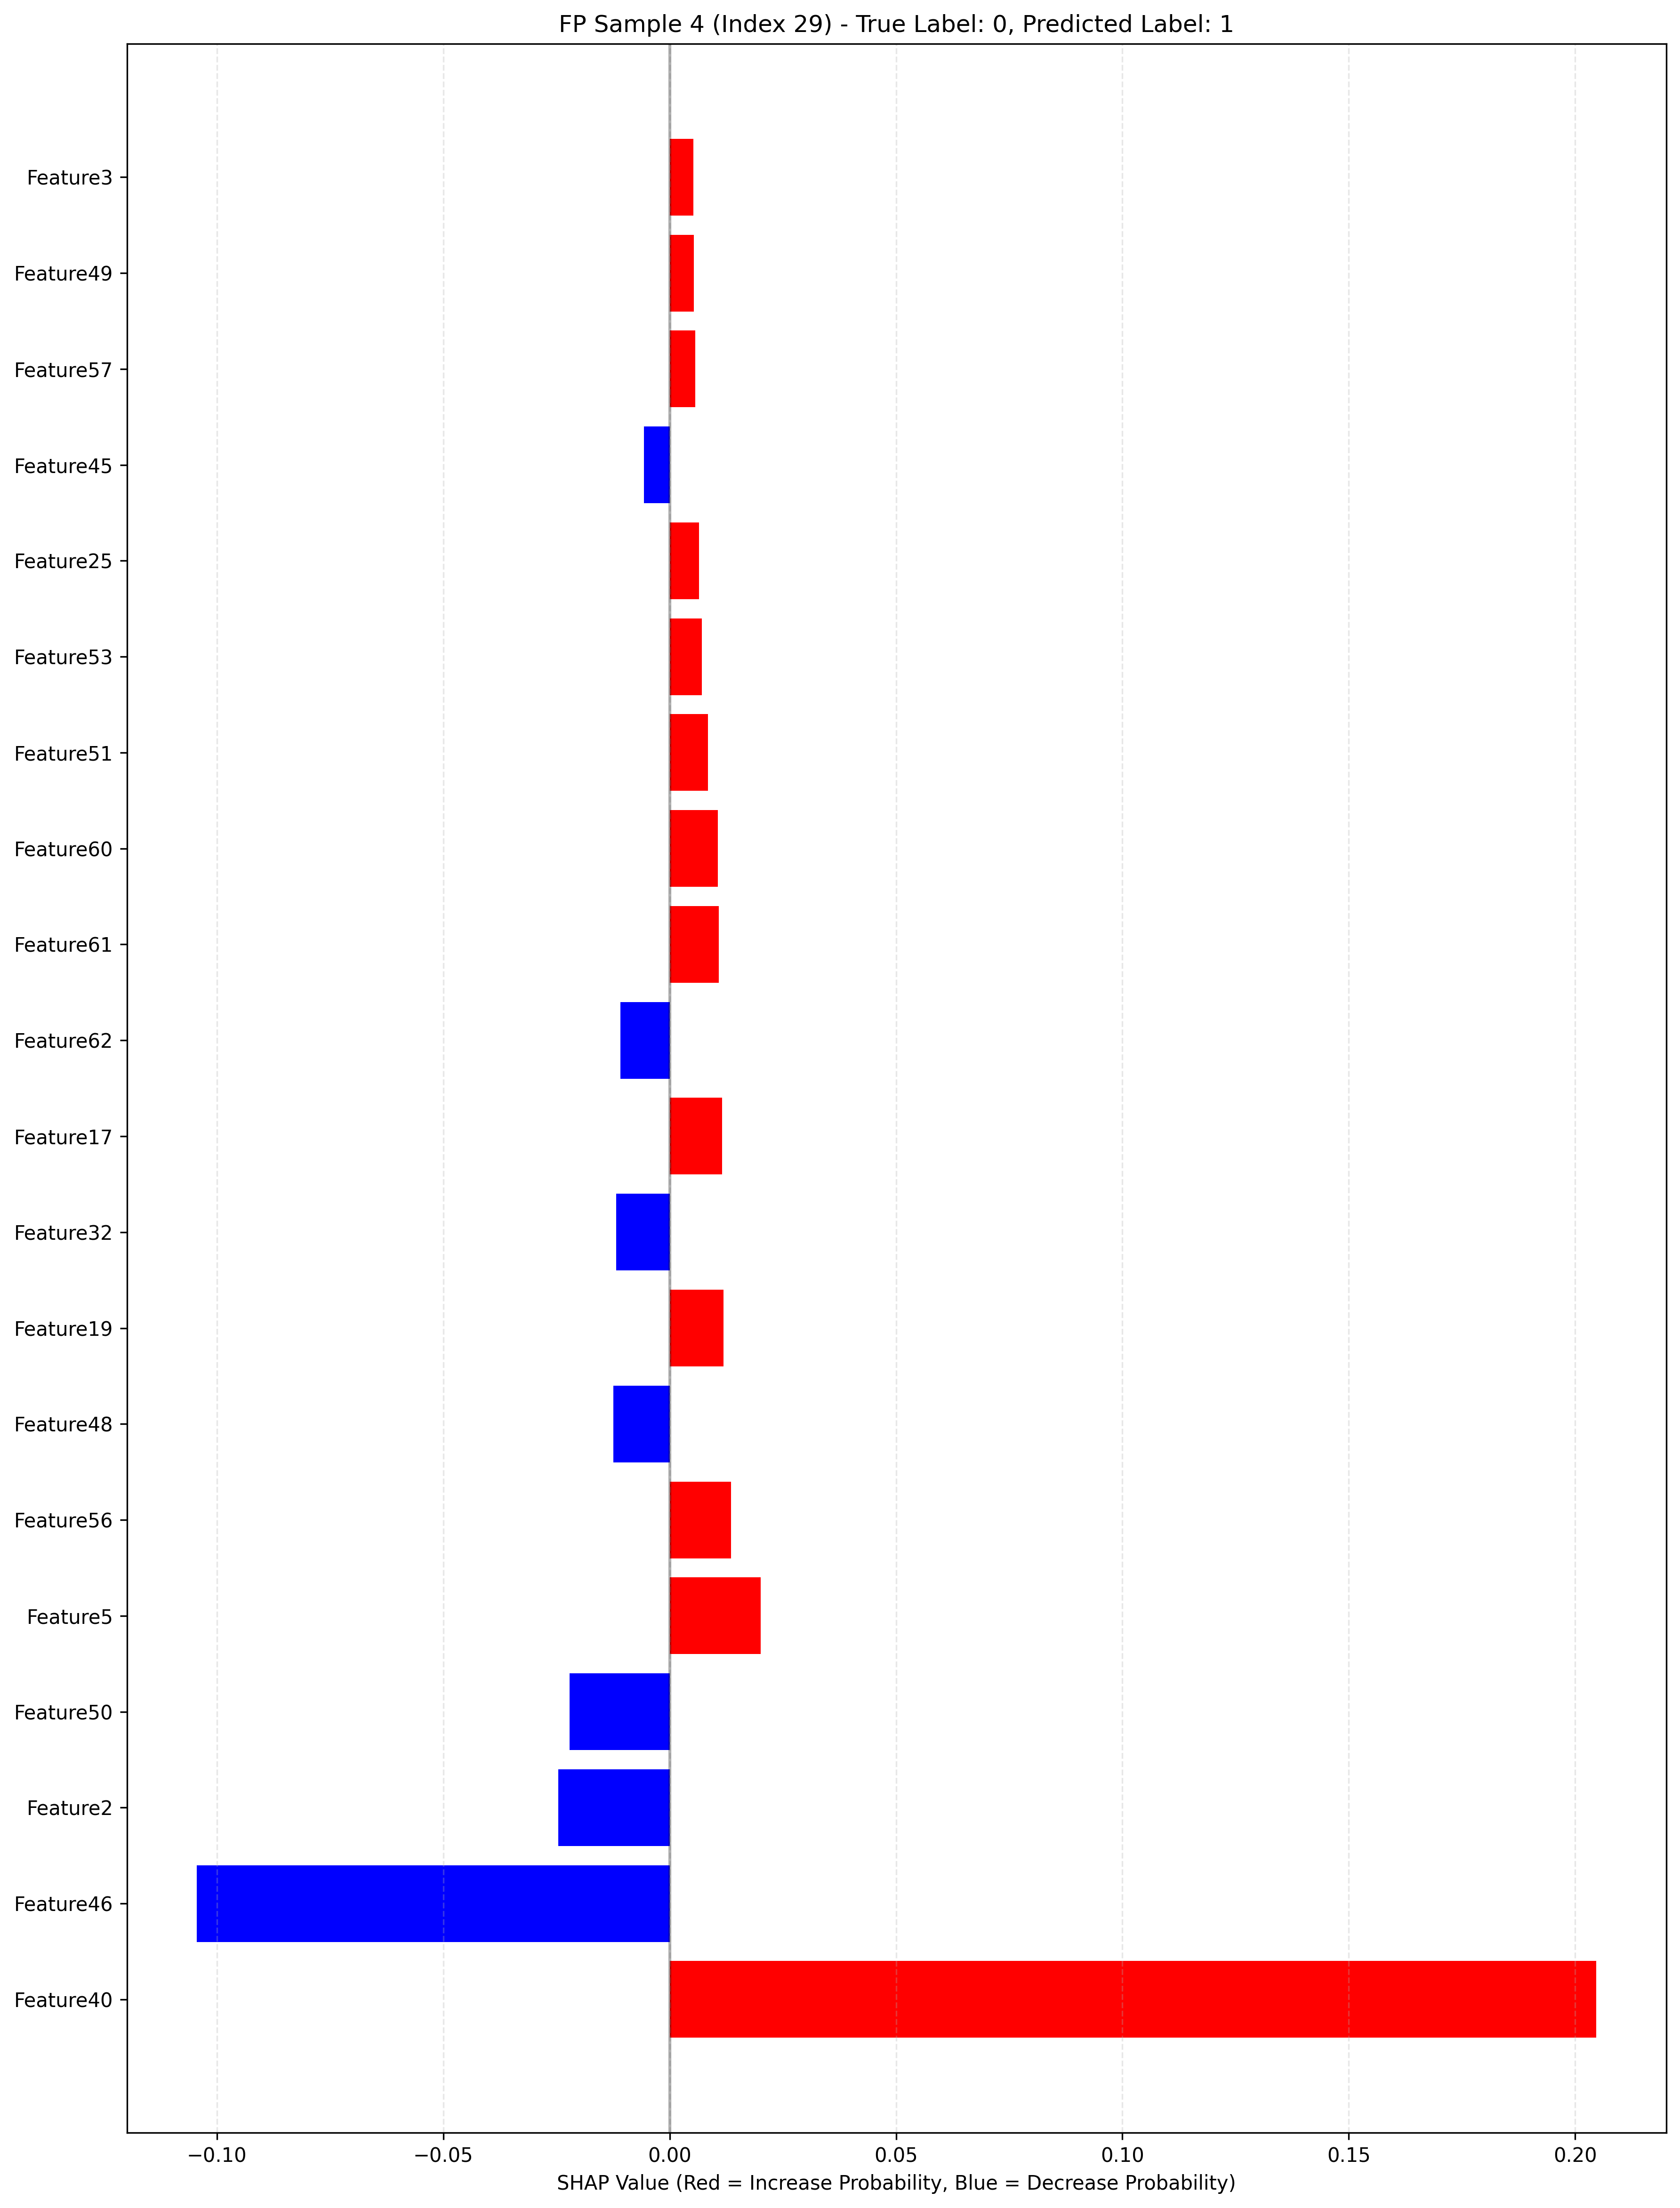 FP Sample 4 (Index 29) - True Label: 0, Predicted Label: 1
Feature3
Feature49
Feature57
Feature45
Feature25
Feature53
Feature51
Feature60
Feature61
Feature62
Feature17
Feature32
Feature19
Feature48
Feature56
Feature5
Feature50
Feature2
Feature46
Feature40
−0.10 −0.05 0.00 0.05 0.10 0.15 0.20
SHAP Value (Red = Increase Probability, Blue = Decrease Probability)